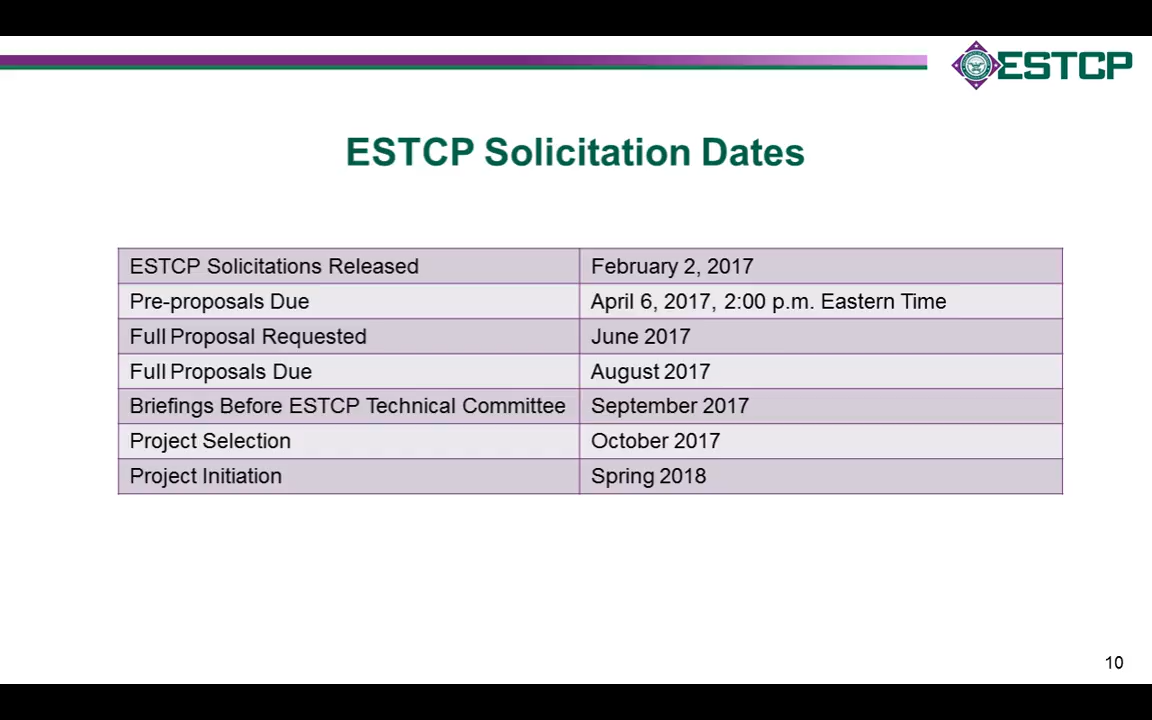 ESTCP
ESTCP Solicitation Dates
ESTCP Solicitations Released February 2, 2017
Pre-proposals Due April 6, 2017, 2:00 p.m. Eastern Time
Full Proposal Requested June 2017
Full Proposals Due August 2017
Briefings Before ESTCP Technical Committee September 2017
Project Selection October 2017
Project Initiation Spring 2018
10